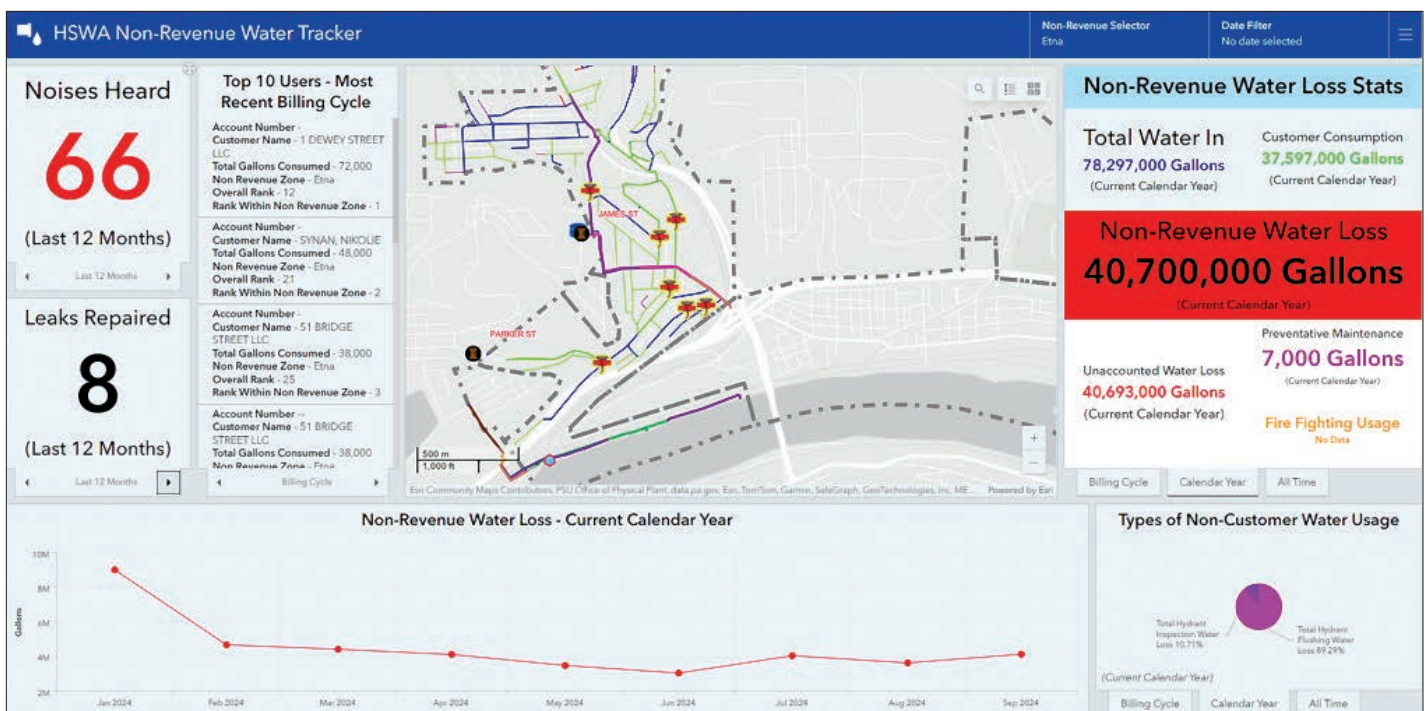 HSWA Non-Revenue Water Tracker
Non-Revenue Selector
Etna
Date Filter
No date selected
Noises Heard
66
(Last 12 Months)
Last 12 Months
Leaks Repaired
8
(Last 12 Months)
Last 12 Months
Top 10 Users - Most
Recent Billing Cycle
Account Number -
Customer Name - 1 DEWEY STREET
LLC
Total Gallons Consumed - 72,000
Non Revenue Zone - Etna
Overall Rank - 12
Rank Within Non Revenue Zone - 1
Account Number -
Customer Name - SYNAN, NIKOLIE
Total Gallons Consumed - 48,000
Non Revenue Zone - Etna
Overall Rank - 21
Rank Within Non Revenue Zone - 2
Account Number -
Customer Name - 51 BRIDGE
STREET LLC
Total Gallons Consumed - 38,000
Non Revenue Zone - Etna
Overall Rank - 25
Rank Within Non Revenue Zone - 3
Account Number --
Customer Name - 51 BRIDGE
STREET LLC
Total Gallons Consumed - 38,000
Non Revenue Zone - Etna
Billing Cycle
JAMES ST
PARKER ST
500 m
1,000 ft
+
−
Esri Community Maps Contributors, PSU Office of Physical Plant, data.pa.gov, Esri, TomTom, Garmin, SafeGraph, GeoTechnologies, Inc, ME...
Powered by Esri
Non-Revenue Water Loss Stats
Total Water In
78,297,000 Gallons
(Current Calendar Year)
Customer Consumption
37,597,000 Gallons
(Current Calendar Year)
Non-Revenue Water Loss
40,700,000 Gallons
(Current Calendar Year)
Unaccounted Water Loss
40,693,000 Gallons
(Current Calendar Year)
Preventative Maintenance
7,000 Gallons
(Current Calendar Year)
Fire Fighting Usage
No Data
Billing Cycle
Calendar Year
All Time
Non-Revenue Water Loss - Current Calendar Year
Gallons
10M
8M
6M
4M
2M
Jan 2024
Feb 2024
Mar 2024
Apr 2024
May 2024
Jun 2024
Jul 2024
Aug 2024
Sep 2024
Types of Non-Customer Water Usage
Total Hydrant
Inspection Water
Loss 10.71%
Total Hydrant
Flushing Water
Loss 89.29%
(Current Calendar Year)
Billing Cycle
Calendar Year
All Time